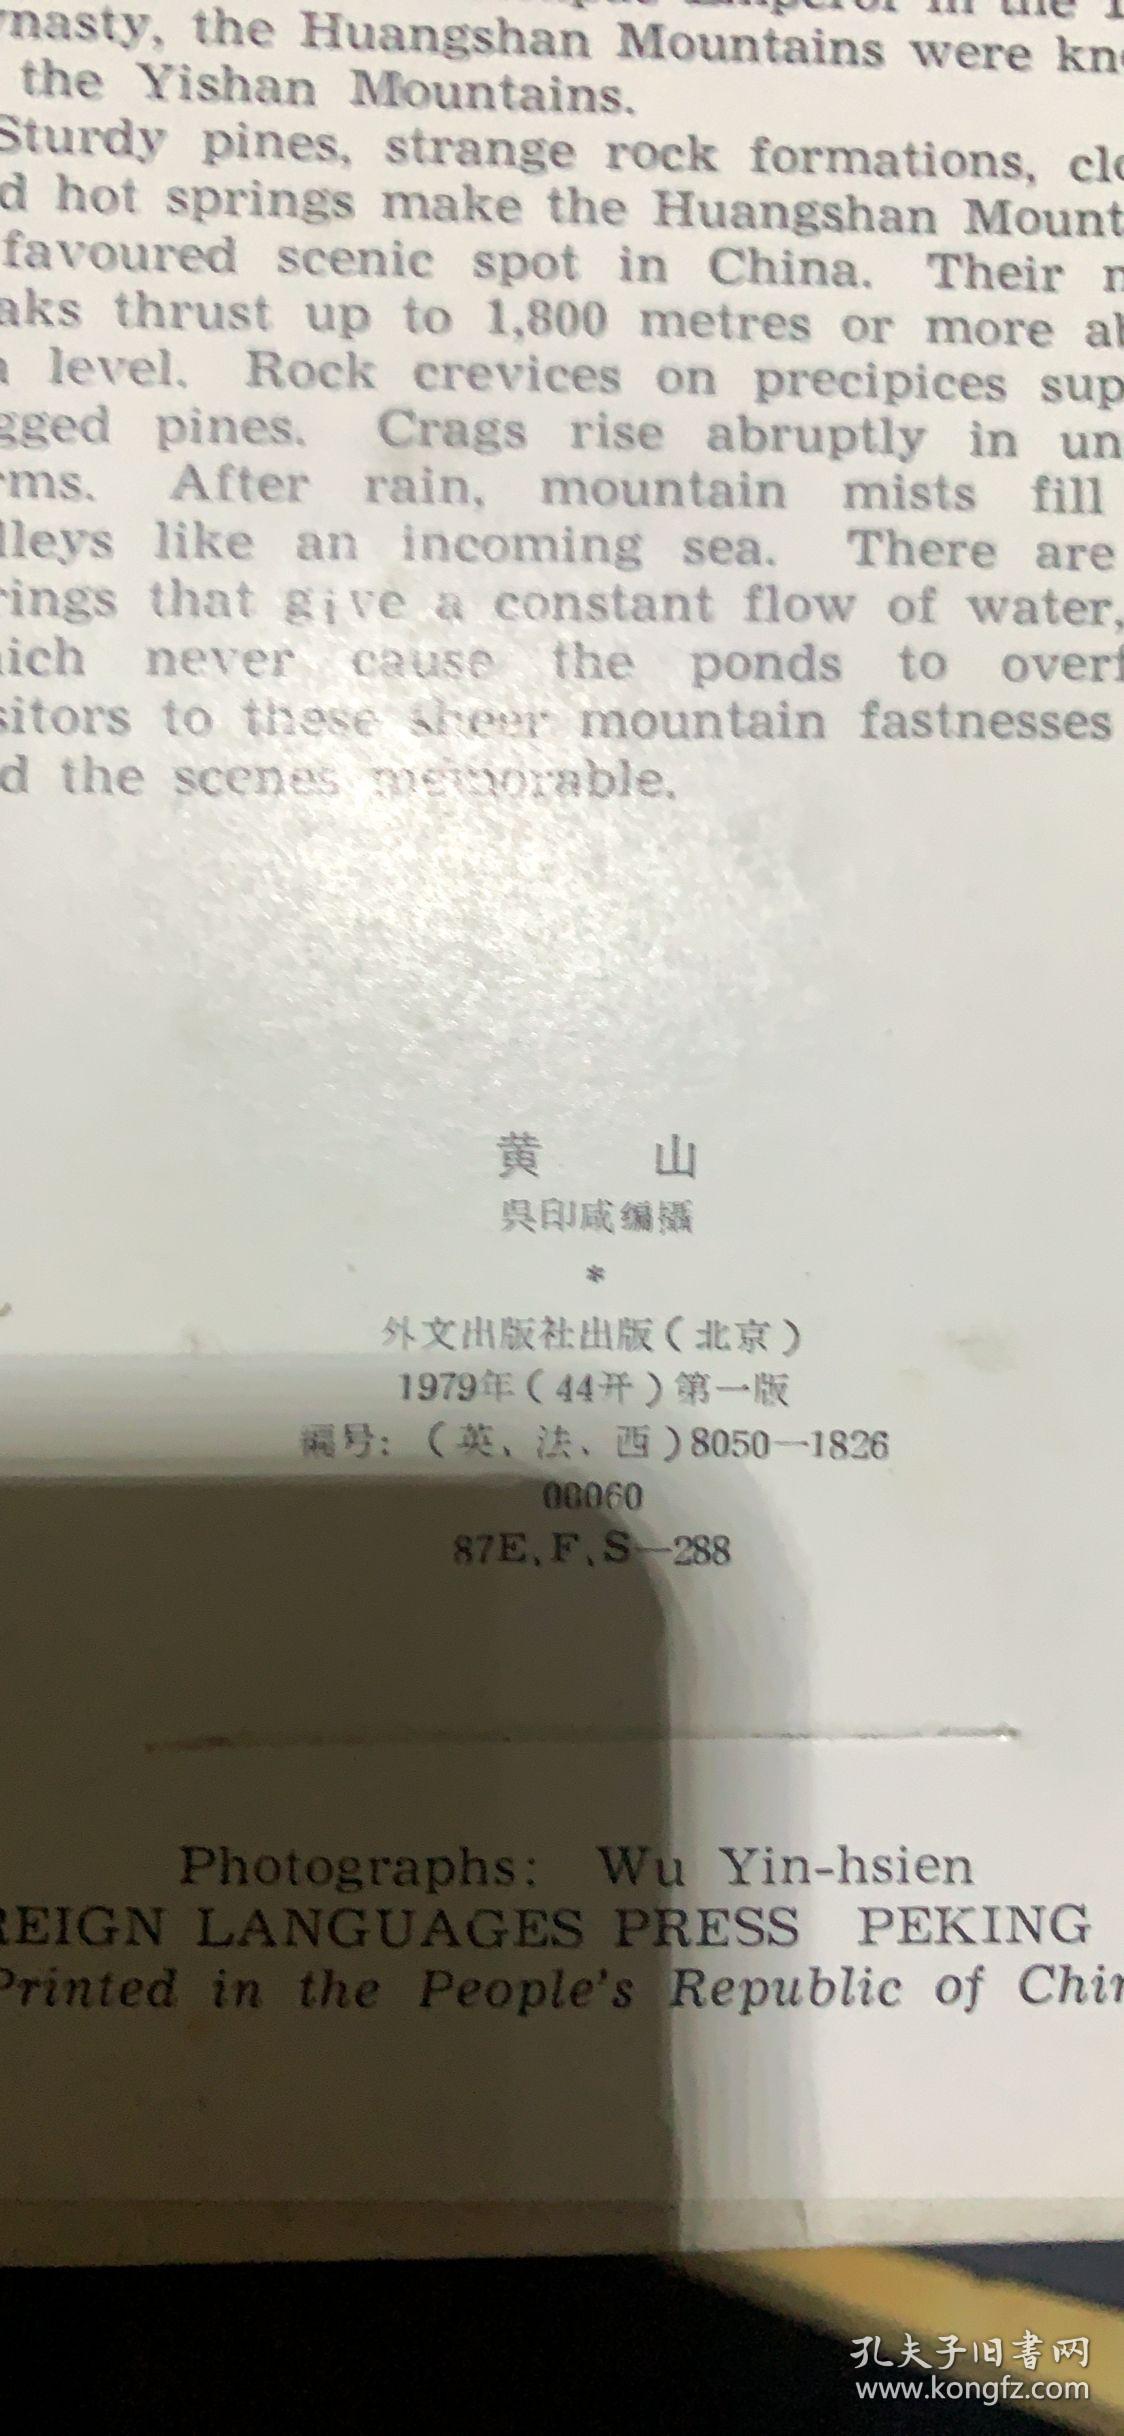 ynasty, the Huangshan Mountains were kn
the Yishan Mountains.
Sturdy pines, strange rock formations, clo
d hot springs make the Huangshan Mount
favoured scenic spot in China. Their n
aks thrust up to 1,800 metres or more ab
level. Rock crevices on precipices sup
gged pines. Crags rise abruptly in un
rms. After rain, mountain mists fill
lleys like an incoming sea. There are
rings that give a constant flow of water,
ich never cause the ponds to overf
sitors to these sheer mountain fastnesses
d the scenes memorable.
黄 山
吳印咸编攝
*
外文出版社出版(北京)
1979年(44开)第一版
编号:(英、法、西)8050—1826
00060
87E、F、S—288
Photographs: Wu Yin-hsien
REIGN LANGUAGES PRESS PEKING
Printed in the People's Republic of Chin
孔夫子旧書网
www.kongfz.com